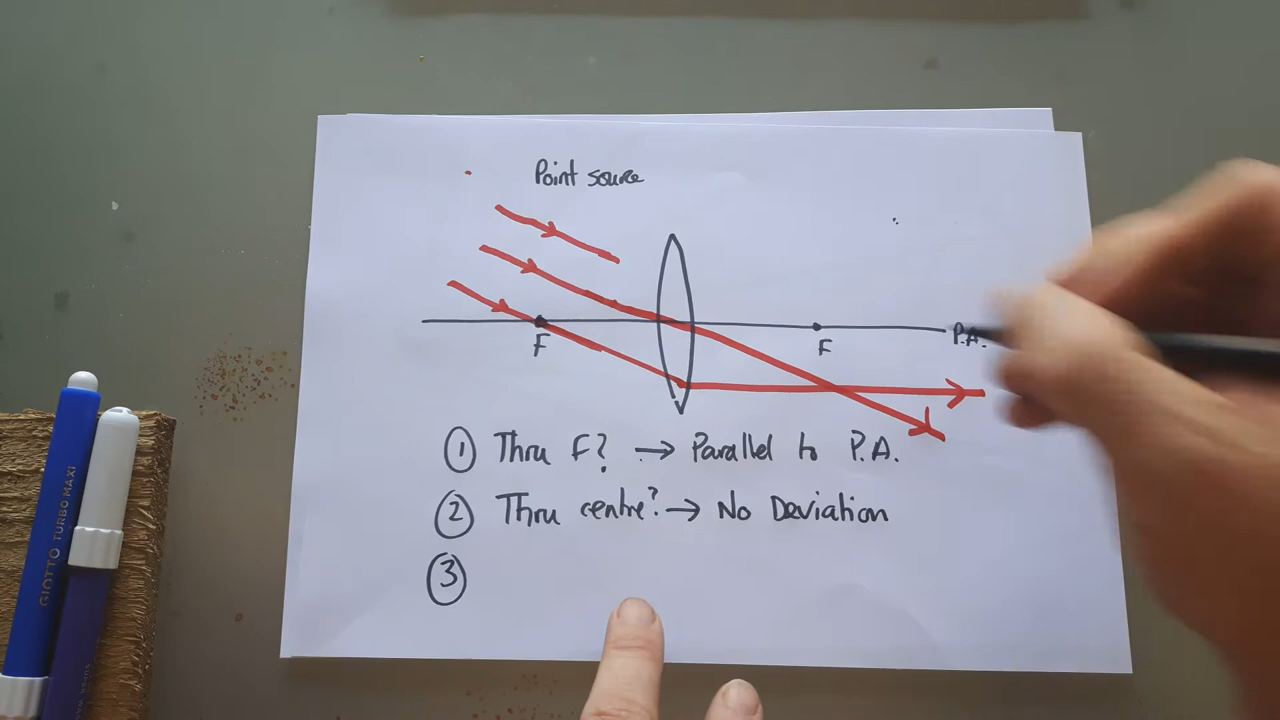 Point source
F
F
P.A.
① Thru F? → Parallel to P.A.
② Thru centre? → No Deviation
③
GIOTTO TURBO MAXI